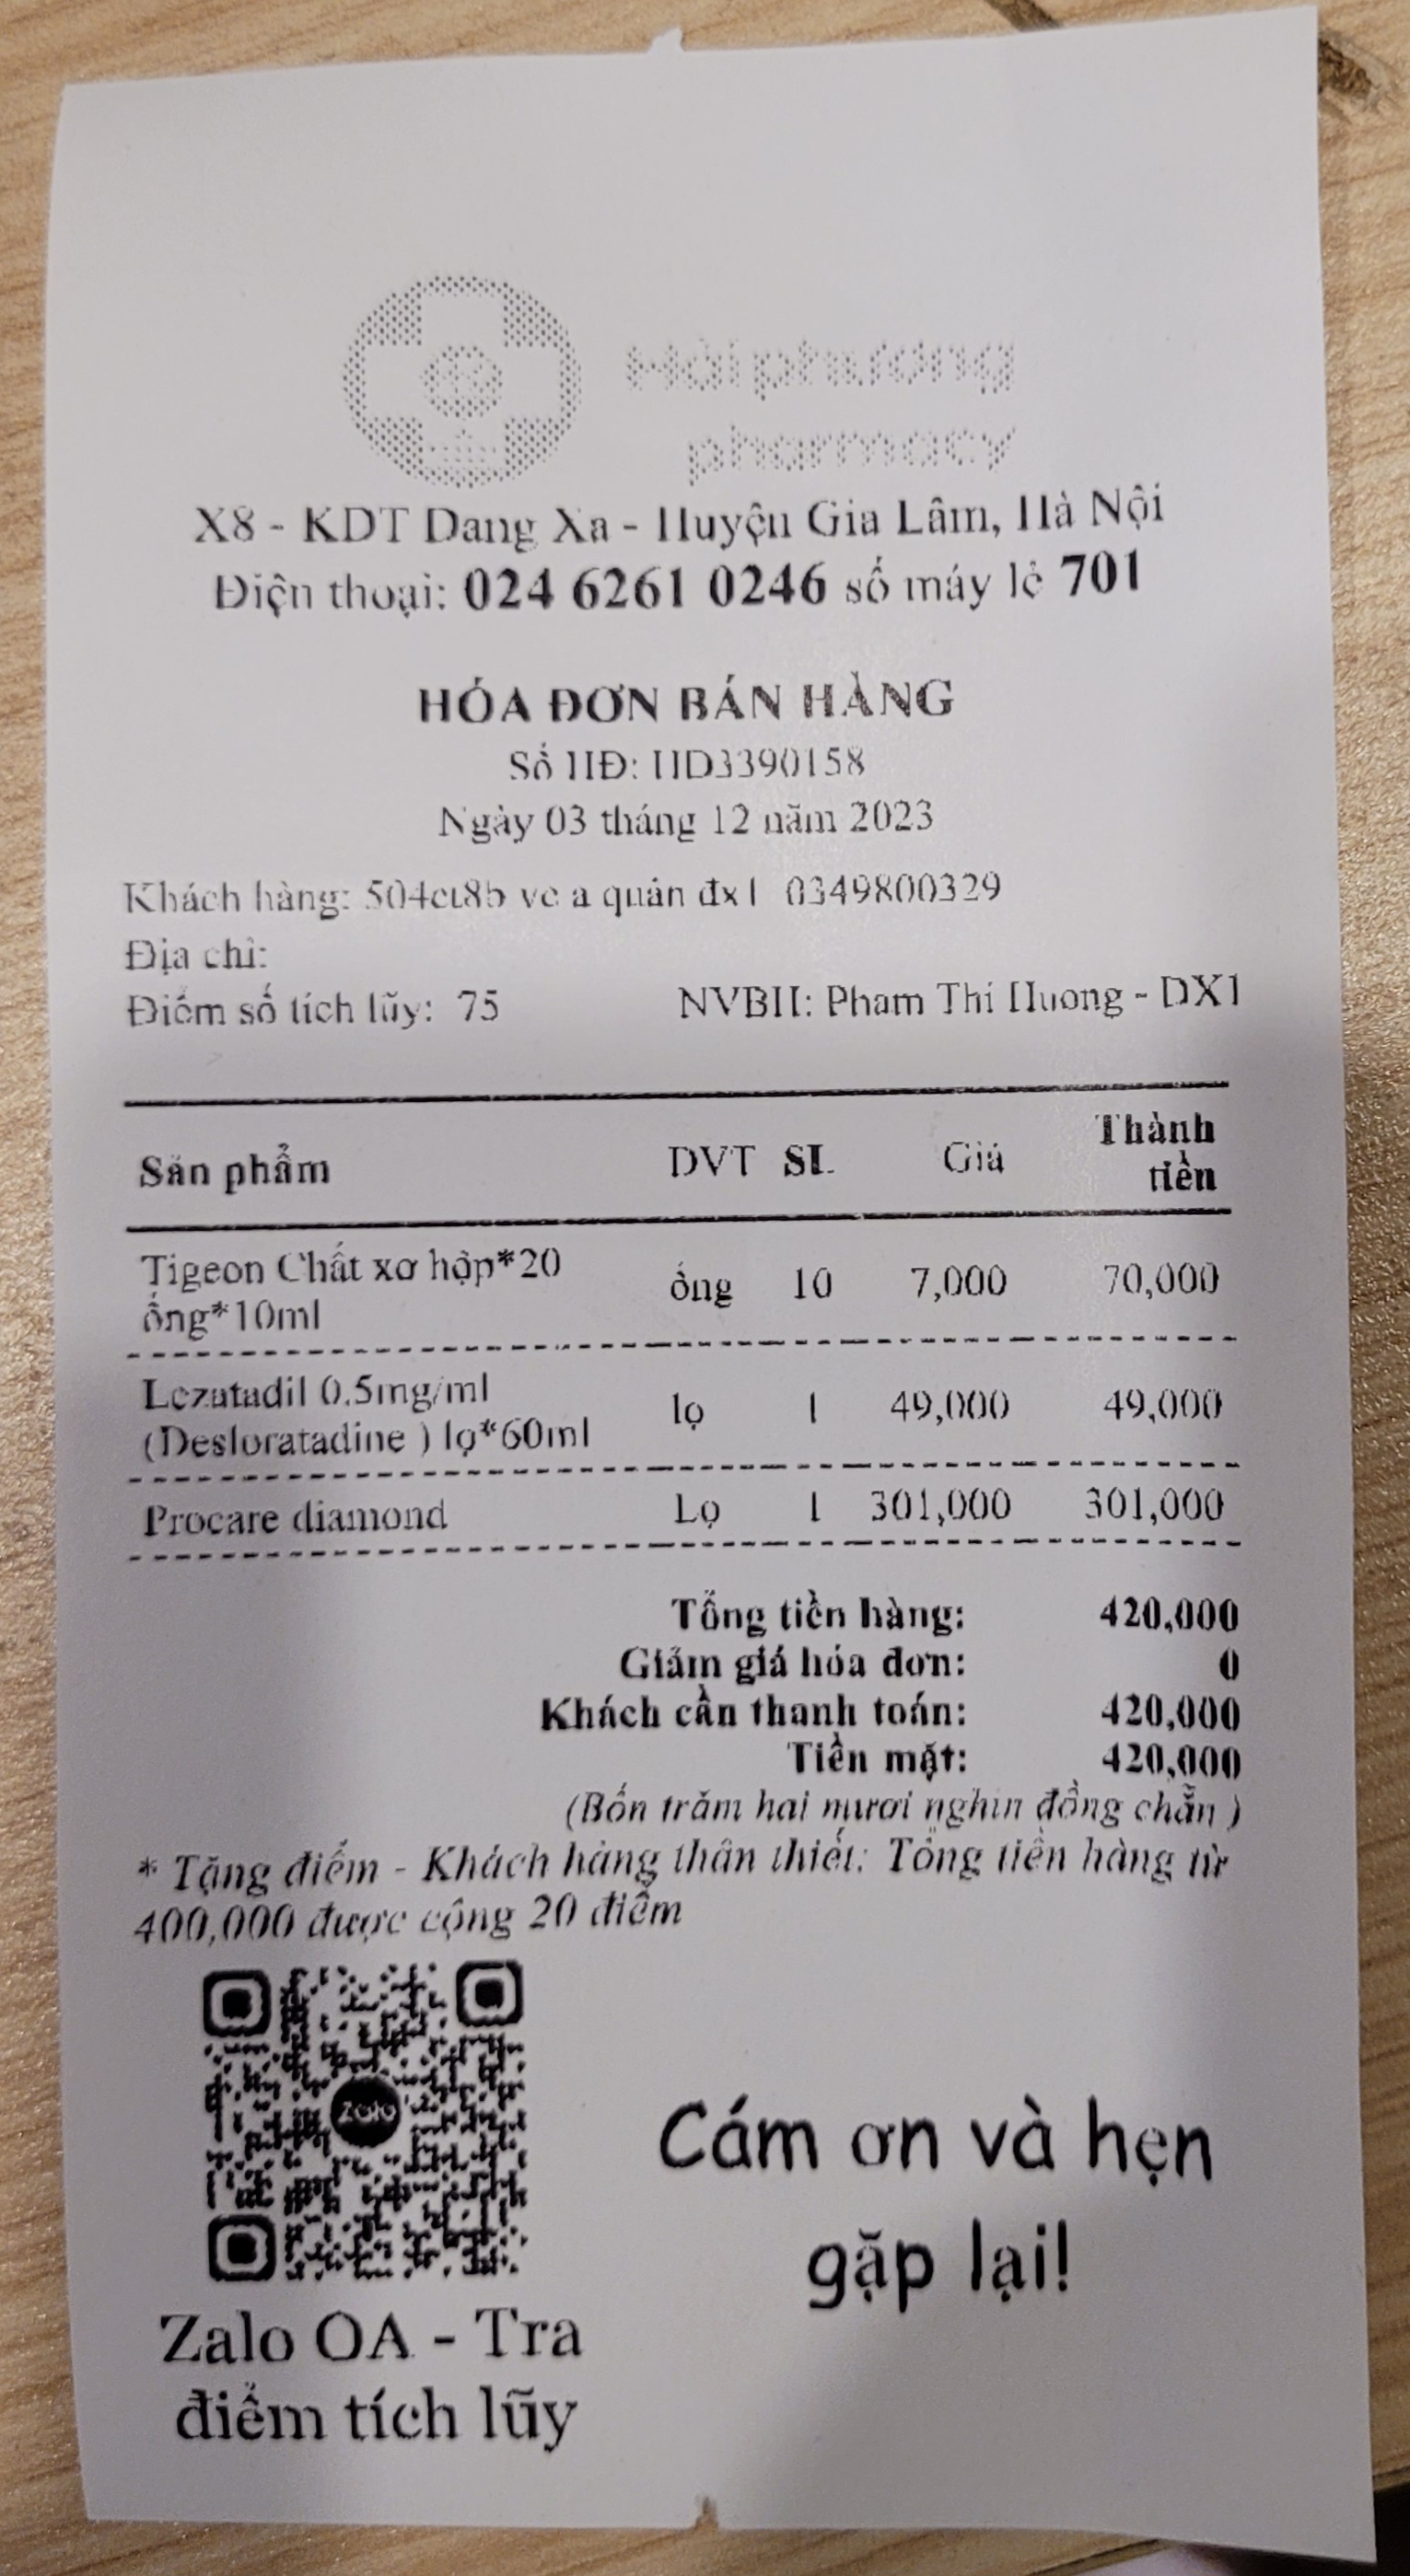 Hải phượng
pharmacy
X8 - KDT Dang Xa - Huyện Gia Lâm, Hà Nội
Điện thoại: 024 6261 0246 số máy lẻ 701
HÓA ĐƠN BÁN HÀNG
Số HĐ: HD3390158
Ngày 03 tháng 12 năm 2023
Khách hàng: 504ct8b vc a quân đx1 0349800329
Địa chỉ:
Điểm số tích lũy: 75 NVBH: Pham Thi Huong - DX1
Sản phẩm DVT SL Giá Thành tiền
Tigeon Chất xơ hộp*20 ống*10ml ống 10 7,000 70,000
Lezatadil 0.5mg/ml (Desloratadine ) lọ*60ml lọ 1 49,000 49,000
Procare diamond Lọ 1 301,000 301,000
Tổng tiền hàng: 420,000
Giảm giá hóa đơn: 0
Khách cần thanh toán: 420,000
Tiền mặt: 420,000
(Bốn trăm hai mươi nghìn đồng chẵn )
* Tặng điểm - Khách hàng thân thiết: Tổng tiền hàng từ
400,000 được cộng 20 điểm
Zalo
Cám ơn và hẹn
gặp lại!
Zalo OA - Tra
điểm tích lũy